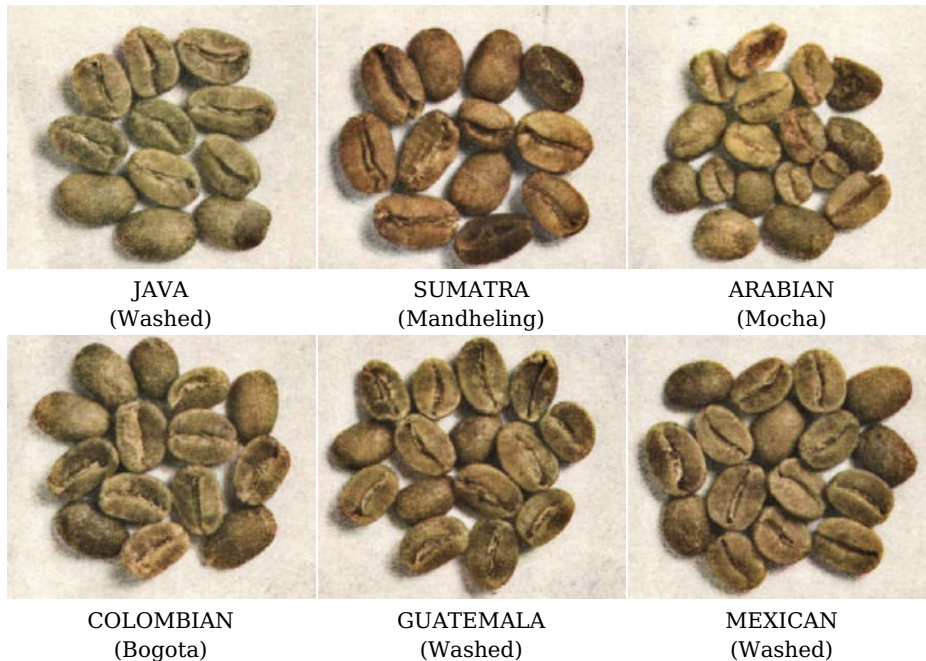 JAVA
(Washed)
SUMATRA
(Mandheling)
ARABIAN
(Mocha)
COLOMBIAN
(Bogota)
GUATEMALA
(Washed)
MEXICAN
(Washed)